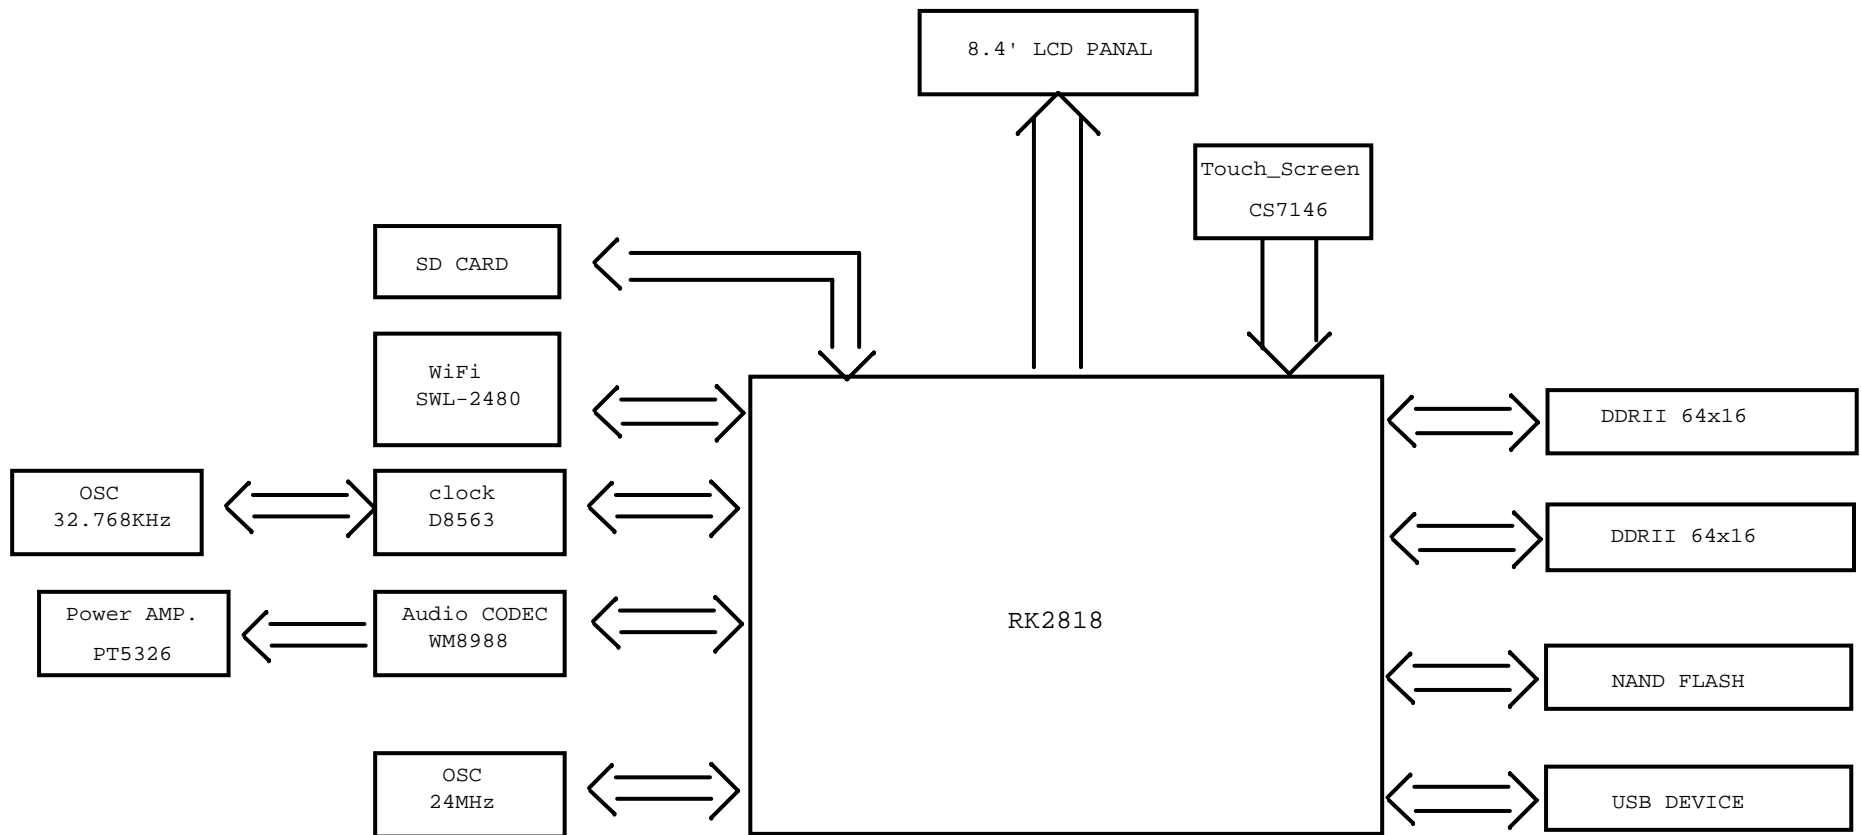 8.4' LCD PANAL
Touch_Screen
CS7146
SD CARD
WiFi
SWL-2480
OSC
32.768KHz
clock
D8563
Power AMP.
PT5326
Audio CODEC
WM8988
OSC
24MHz
RK2818
DDRII 64x16
DDRII 64x16
NAND FLASH
USB DEVICE